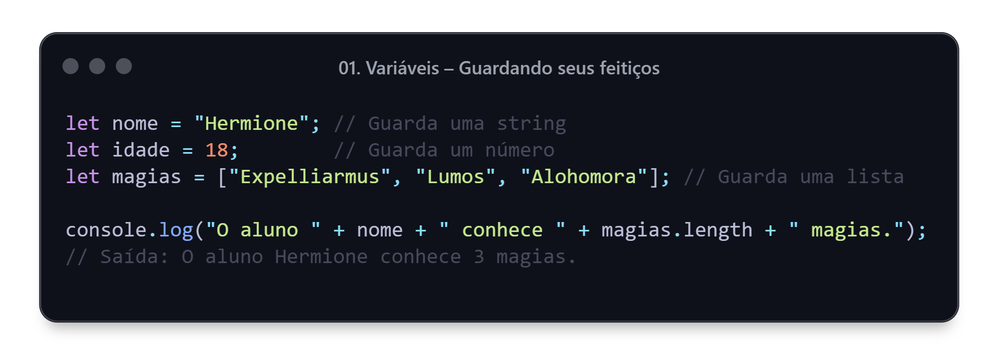 01. Variáveis – Guardando seus feitiços
let nome = "Hermione"; // Guarda uma string
let idade = 18;        // Guarda um número
let magias = ["Expelliarmus", "Lumos", "Alohomora"]; // Guarda uma lista
console.log("O aluno " + nome + " conhece " + magias.length + " magias.");
// Saída: O aluno Hermione conhece 3 magias.